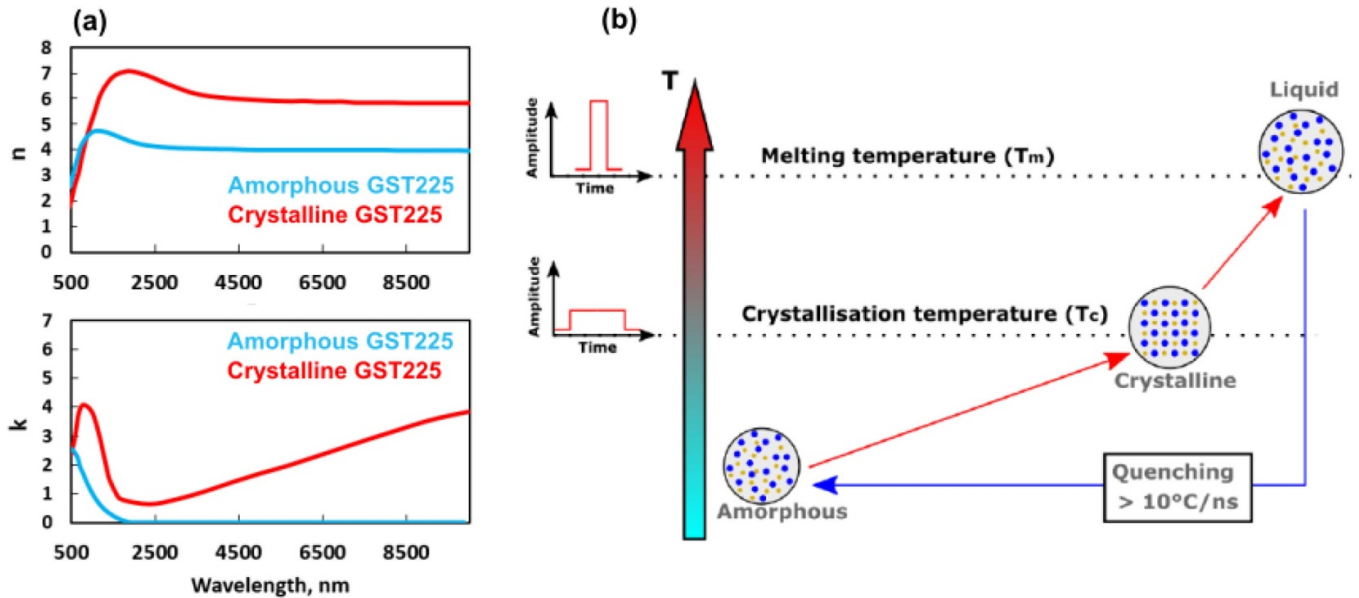 (a)
8
7
6
5
4
3
2
1
0
n
Amorphous GST225
Crystalline GST225
500 2500 4500 6500 8500
7
6
5
4
3
2
1
0
k
Amorphous GST225
Crystalline GST225
500 2500 4500 6500 8500
Wavelength, nm
(b)
T
Amplitude
Time
Melting temperature (Tm)
Liquid
Amplitude
Time
Crystallisation temperature (Tc)
Crystalline
Amorphous
Quenching
> 10°C/ns